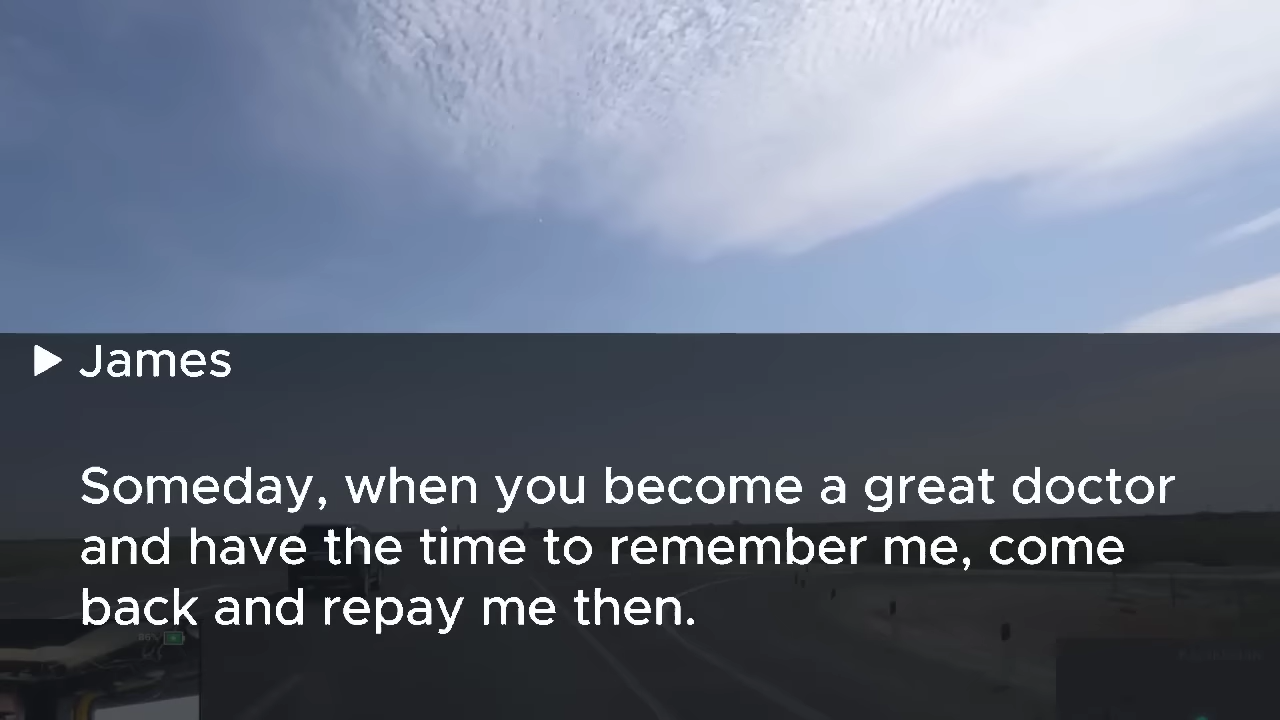 James
Someday, when you become a great doctor
and have the time to remember me, come
back and repay me then.